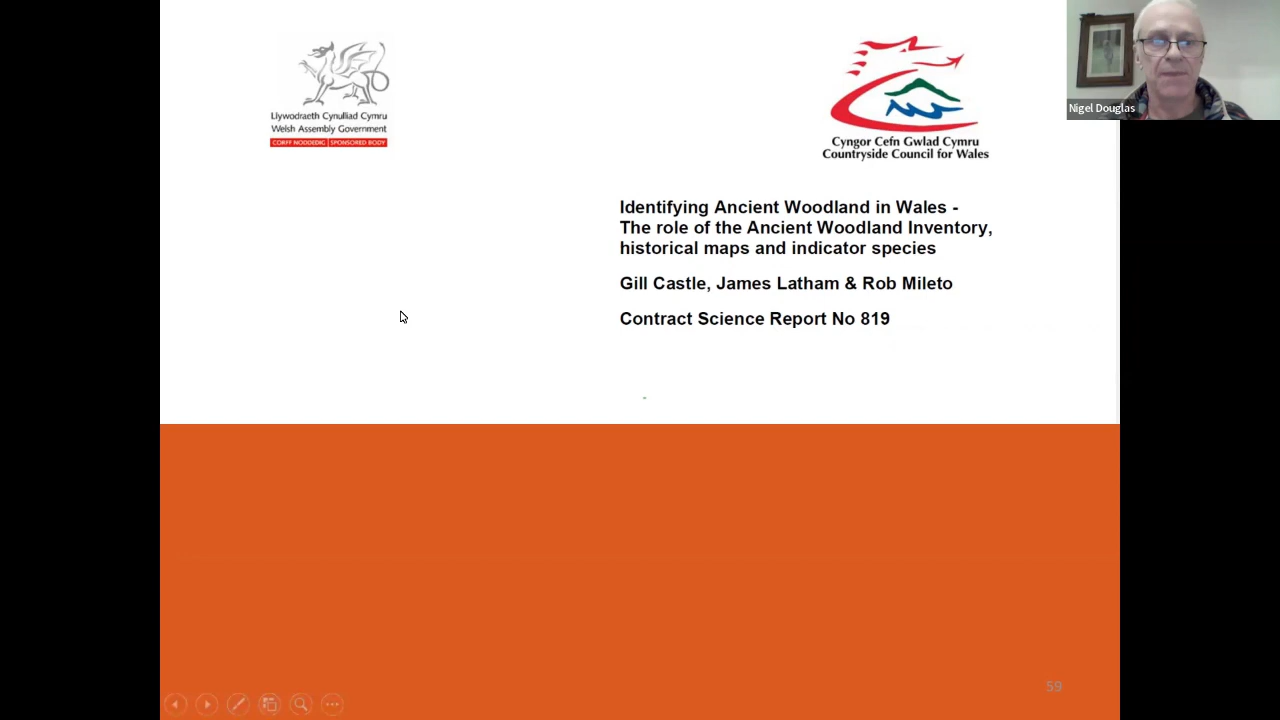 Llywodraeth Cynulliad Cymru
Welsh Assembly Government
CORFF NODDEDIG | SPONSORED BODY
Cyngor Cefn Gwlad Cymru
Countryside Council for Wales
Nigel Douglas
Identifying Ancient Woodland in Wales -
The role of the Ancient Woodland Inventory,
historical maps and indicator species
Gill Castle, James Latham & Rob Mileto
Contract Science Report No 819
59